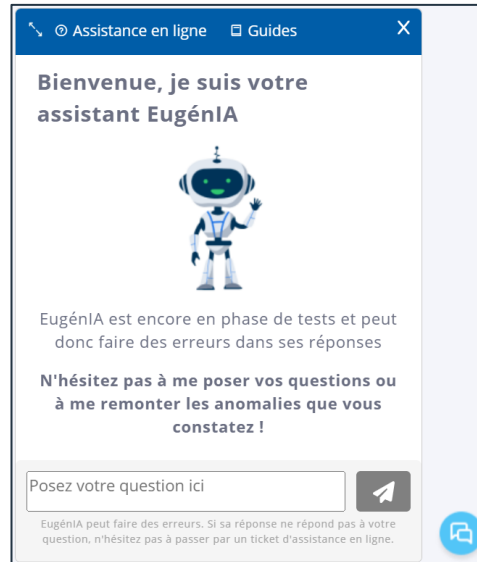 Assistance en ligne Guides X
Bienvenue, je suis votre
assistant EugénIA
EugénIA est encore en phase de tests et peut
donc faire des erreurs dans ses réponses
N'hésitez pas à me poser vos questions ou
à me remonter les anomalies que vous
constatez !
Posez votre question ici
EugénIA peut faire des erreurs. Si sa réponse ne répond pas à votre
question, n'hésitez pas à passer par un ticket d'assistance en ligne.